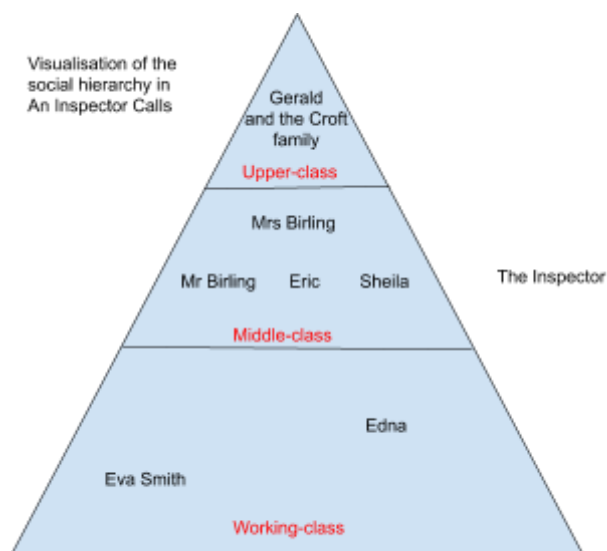 Visualisation of the
social hierarchy in
An Inspector Calls
Gerald
and the Croft
family
Upper-class
Mrs Birling
Mr Birling Eric Sheila
Middle-class
The Inspector
Edna
Eva Smith
Working-class